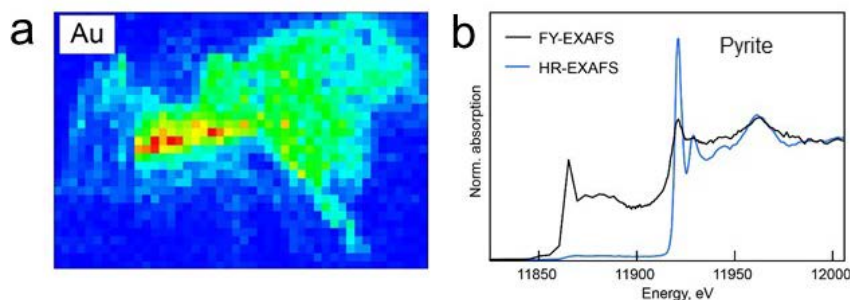 a
Au
b
FY-EXAFS
HR-EXAFS
Pyrite
Norm. absorption
11850
11900
11950
12000
Energy, eV